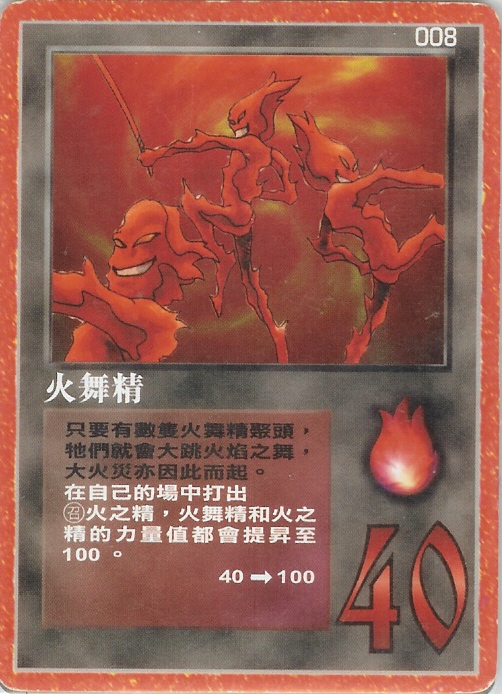 008
火舞精
只要有數隻火舞精聚頭，
牠們就會大跳火焰之舞，
大火災亦因此而起。
在自己的場中打出
㊁火之精，火舞精和火之
精的力量值都會提昇至
100 。
40 ➡ 100
40